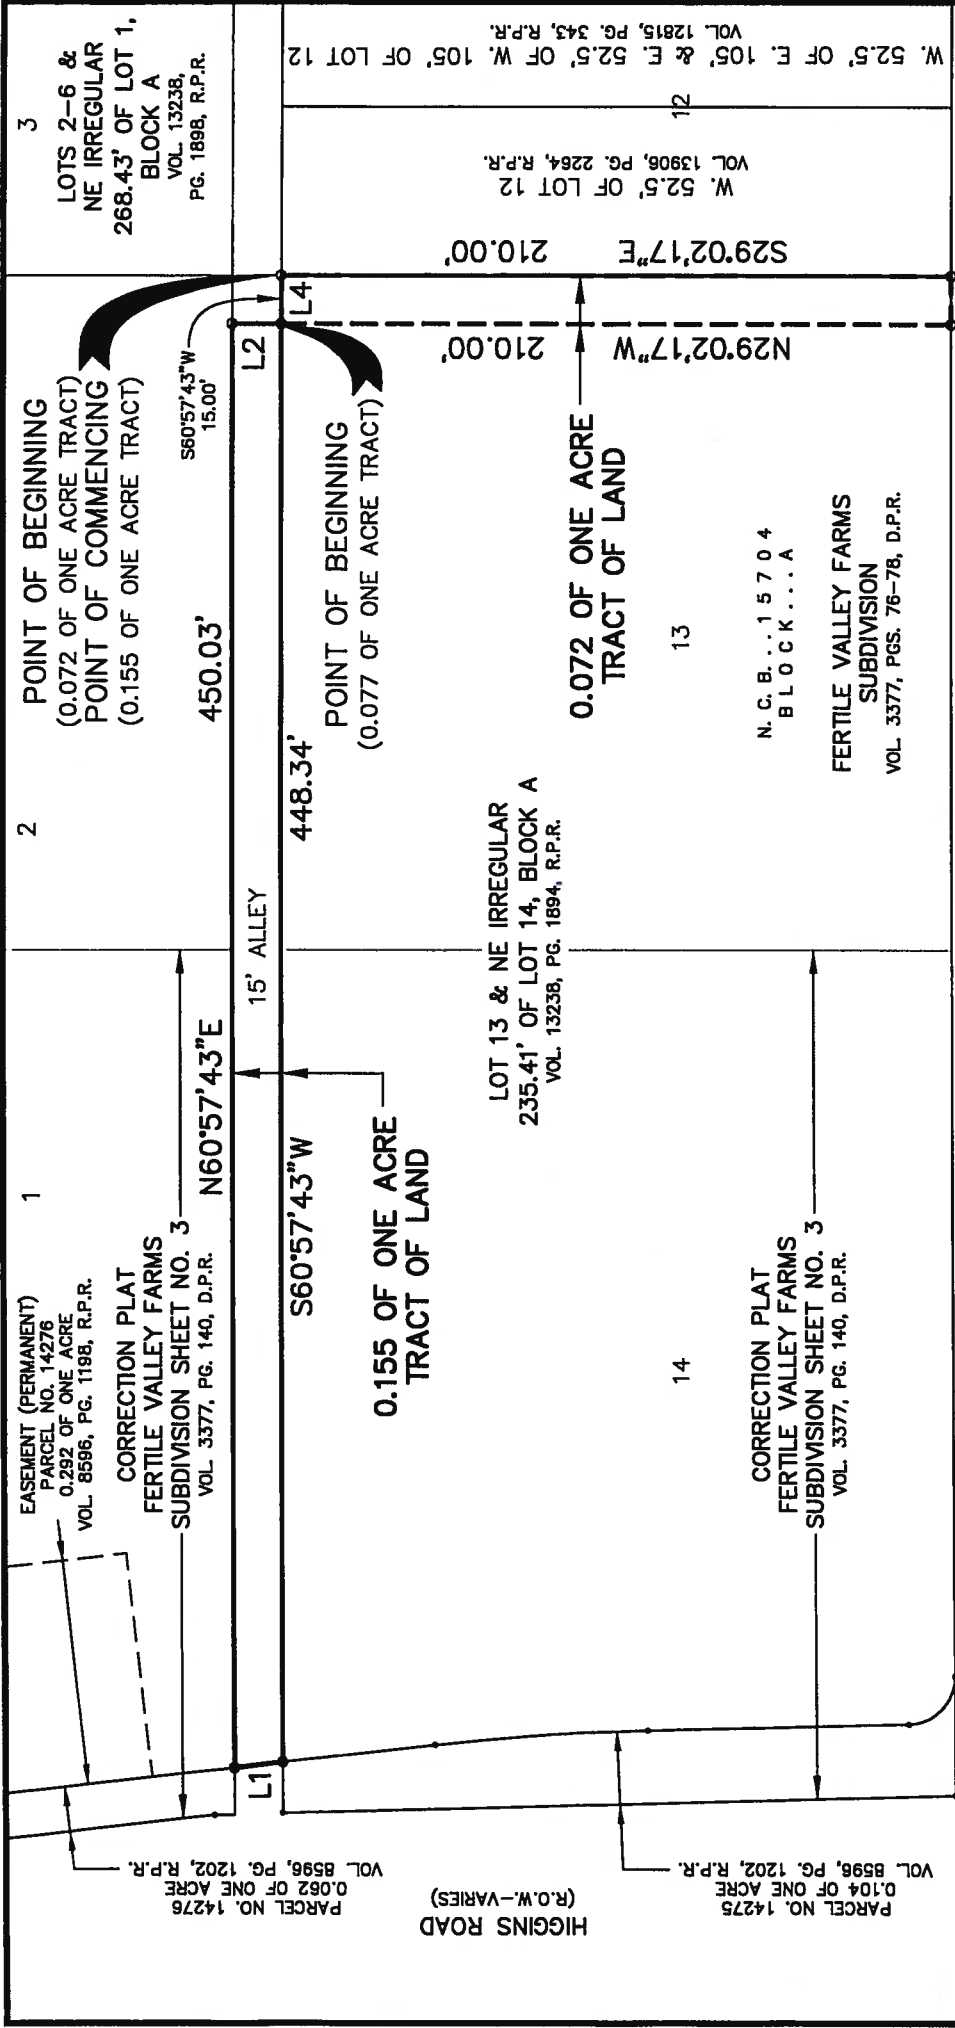 1
EASEMENT (PERMANENT)
PARCEL NO. 14276
0.292 OF ONE ACRE
VOL. 8596, PG. 1198, R.P.R.
CORRECTION PLAT
FERTILE VALLEY FARMS
SUBDIVISION SHEET NO. 3
VOL. 3377, PG. 140, D.P.R.
2
POINT OF BEGINNING
(0.072 OF ONE ACRE TRACT)
POINT OF COMMENCING
(0.155 OF ONE ACRE TRACT)
3
LOTS 2-6 &
NE IRREGULAR
268.43' OF LOT 1,
BLOCK A
VOL. 13238,
PG. 1898, R.P.R.
S60°57'43"W
15.00'
N60°57'43"E
450.03'
L1
15' ALLEY
L2
L4
S60°57'43"W
448.34'
POINT OF BEGINNING
(0.077 OF ONE ACRE TRACT)
0.155 OF ONE ACRE
TRACT OF LAND
LOT 13 & NE IRREGULAR
235.41' OF LOT 14, BLOCK A
VOL. 13238, PG. 1894, R.P.R.
0.072 OF ONE ACRE
TRACT OF LAND
N29°02'17"W
210.00'
S29°02'17"E
210.00'
W. 52.5' OF LOT 12
VOL. 13906, PG. 2264, R.P.R.
12
W. 52.5' OF E. 105' & E. 52.5' OF W. 105' OF LOT 12
VOL. 12815, PG. 343, R.P.R.
14
13
N. C. B. . . 1 5 7 0 4
B L O C K . . . A
FERTILE VALLEY FARMS
SUBDIVISION
VOL. 3377, PGS. 76-78, D.P.R.
CORRECTION PLAT
FERTILE VALLEY FARMS
SUBDIVISION SHEET NO. 3
VOL. 3377, PG. 140, D.P.R.
PARCEL NO. 14276
0.062 OF ONE ACRE
VOL. 8596, PG. 1202, R.P.R.
HIGGINS ROAD
(R.O.W.-VARIES)
PARCEL NO. 14275
0.104 OF ONE ACRE
VOL. 8596, PG. 1202, R.P.R.